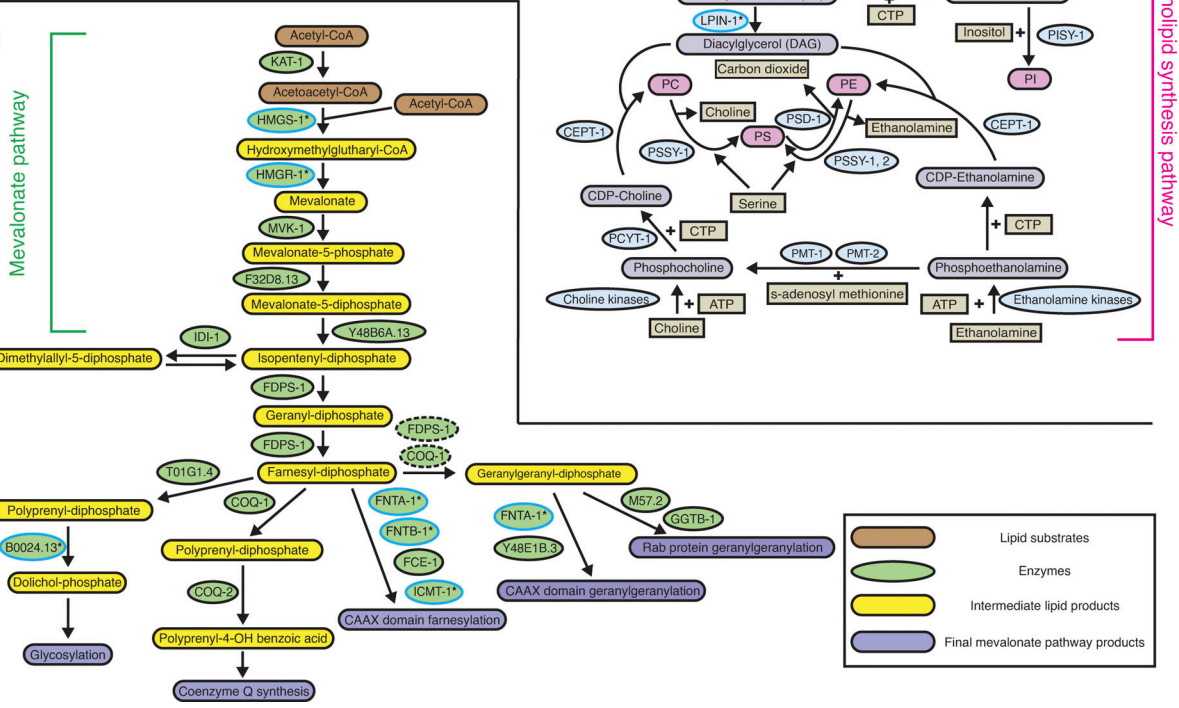 Mevalonate pathway
Acetyl-CoA
KAT-1
Acetoacetyl-CoA
Acetyl-CoA
HMGS-1*
Hydroxymethylglutharyl-CoA
HMGR-1*
Mevalonate
MVK-1
Mevalonate-5-phosphate
F32D8.13
Mevalonate-5-diphosphate
Y48B6A.13
IDI-1
Dimethylallyl-5-diphosphate
Isopentenyl-diphosphate
FDPS-1
Geranyl-diphosphate
FDPS-1
FDPS-1
COQ-1
Farnesyl-diphosphate
Geranylgeranyl-diphosphate
T01G1.4
COQ-1
FNTA-1*
FNTB-1*
FCE-1
ICMT-1*
FNTA-1*
Y48E1B.3
M57.2
GGTB-1
Polyprenyl-diphosphate
B0024.13*
Dolichol-phosphate
Glycosylation
Polyprenyl-diphosphate
COQ-2
Polyprenyl-4-OH benzoic acid
Coenzyme Q synthesis
CAAX domain farnesylation
CAAX domain geranylgeranylation
Rab protein geranylgeranylation
LPIN-1*
+
CTP
Inositol
+
PISY-1
PI
Diacylglycerol (DAG)
Carbon dioxide
PC
PE
Choline
PS
PSD-1
Ethanolamine
CEPT-1
CEPT-1
PSSY-1
PSSY-1, 2
Serine
CDP-Choline
CDP-Ethanolamine
PCYT-1
+
CTP
+
CTP
PMT-1
PMT-2
Phosphocholine
Phosphoethanolamine
+
s-adenosyl methionine
Choline kinases
+
ATP
ATP
+
Ethanolamine kinases
Choline
Ethanolamine
olipid synthesis pathway
Lipid substrates
Enzymes
Intermediate lipid products
Final mevalonate pathway products